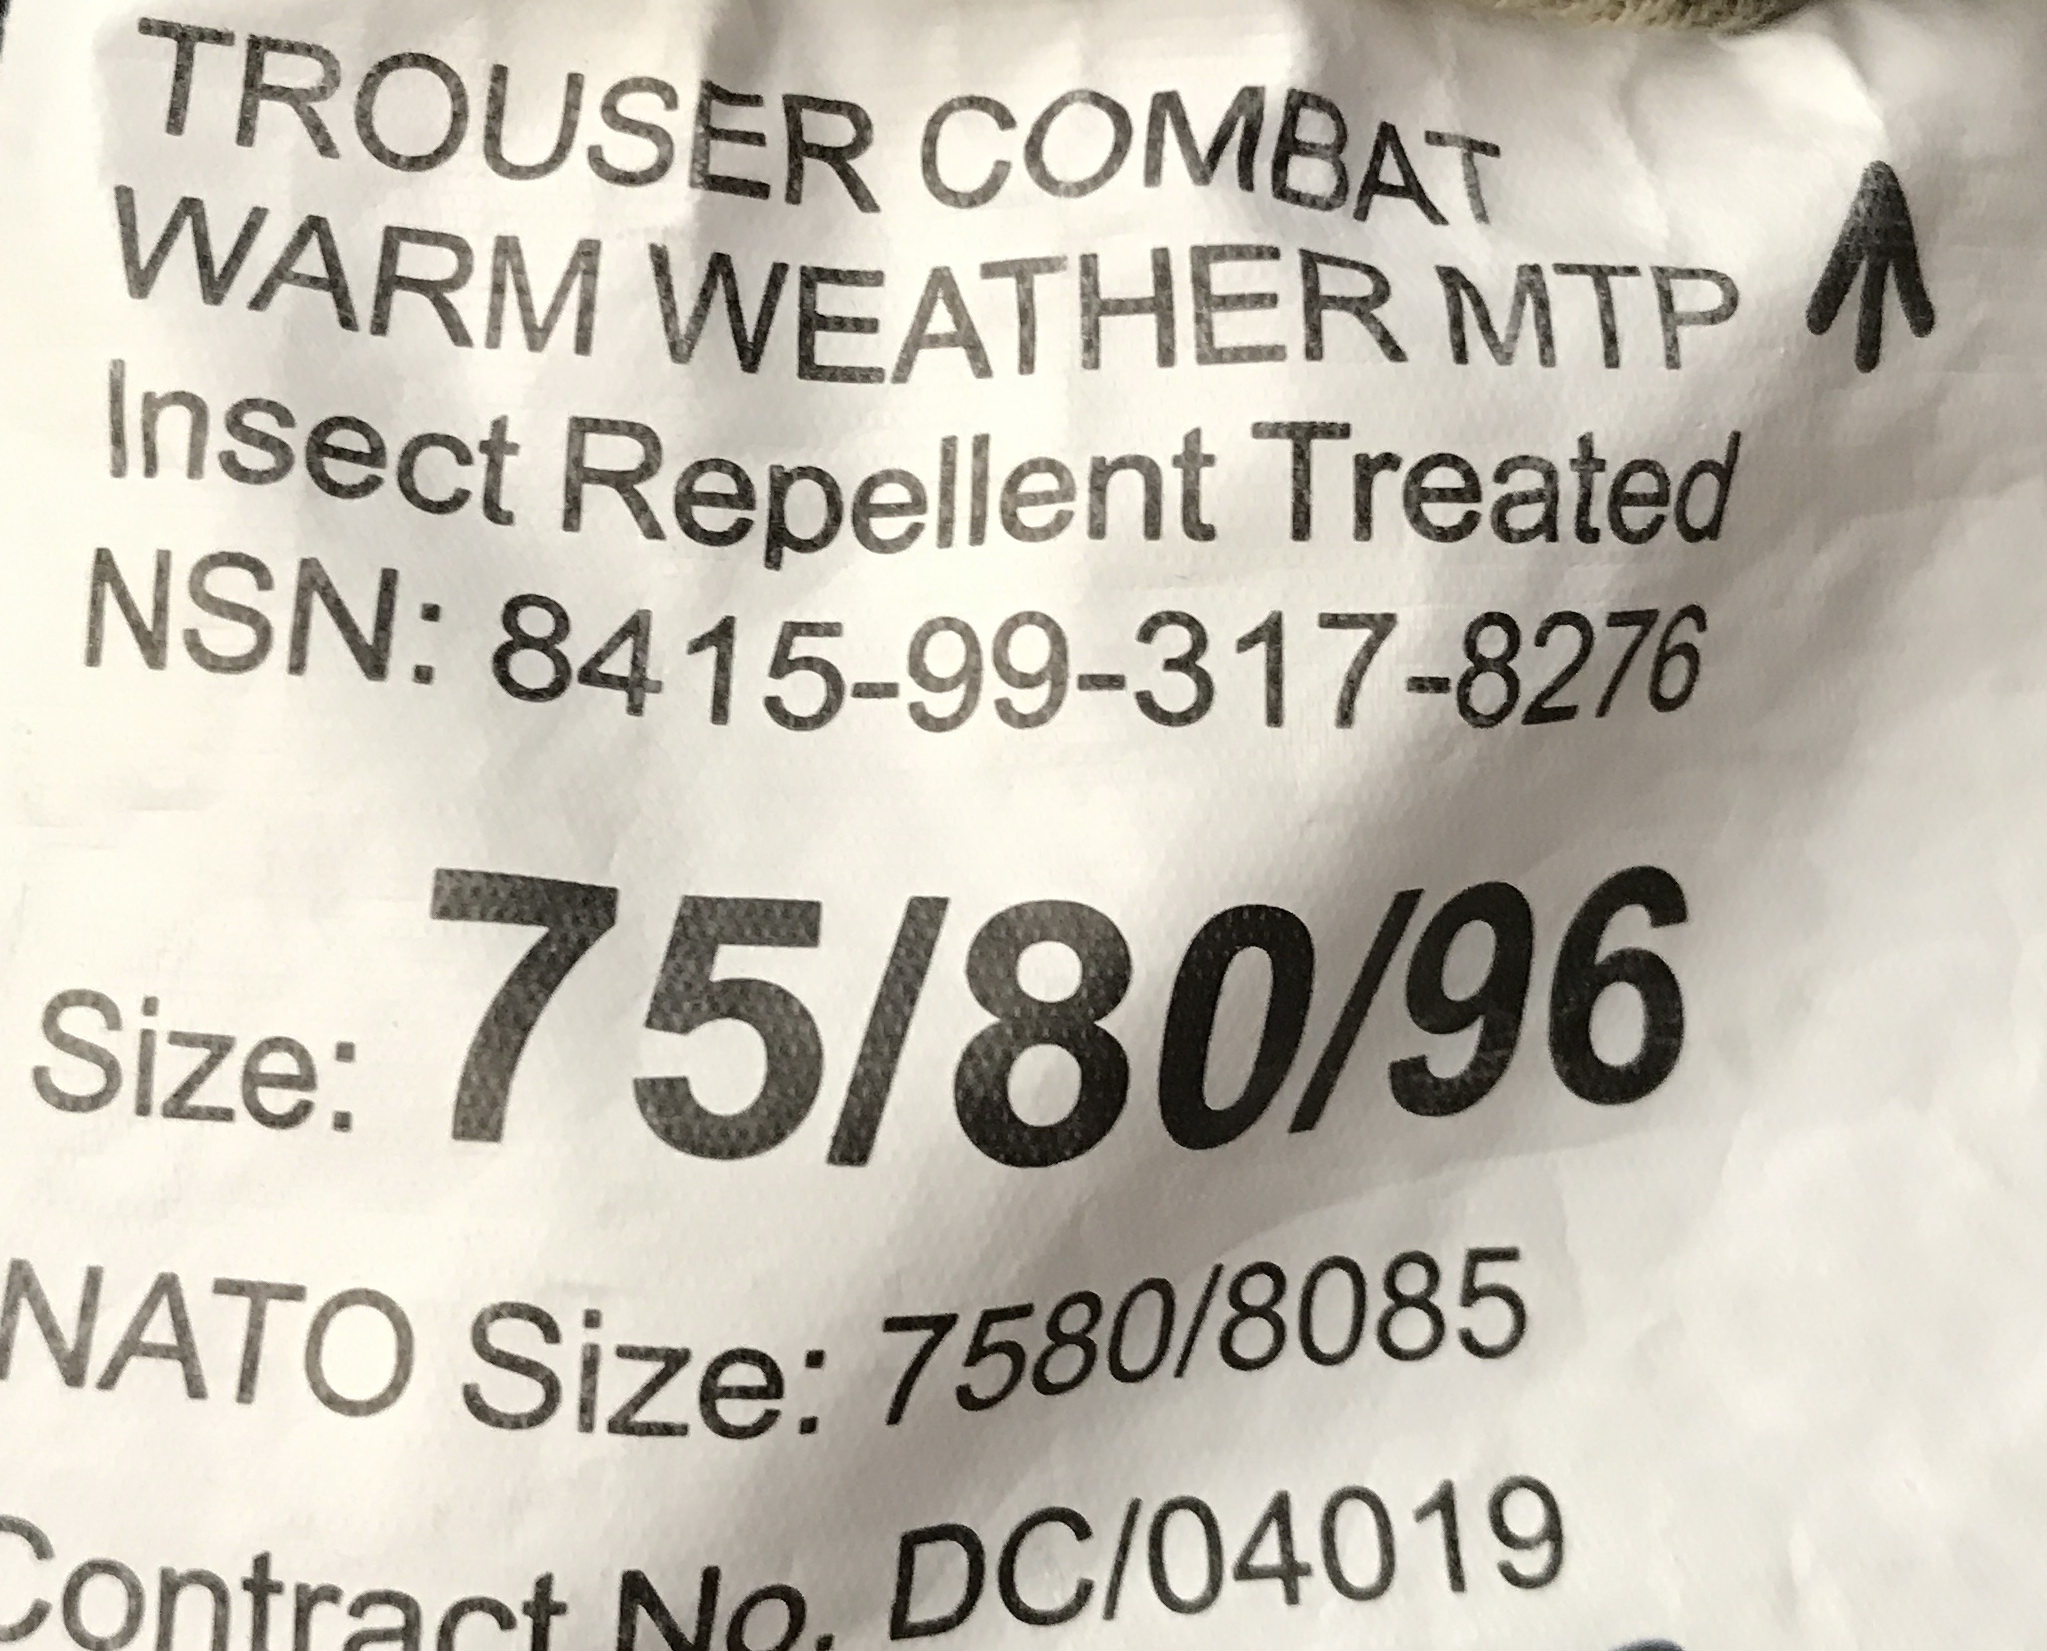 TROUSER COMBAT
WARM WEATHER MTP
Insect Repellent Treated
NSN: 8415-99-317-8276
Size: 75/80/96
NATO Size: 7580/8085
Contract No. DC/04019